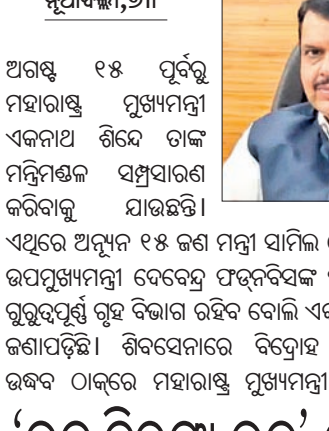 ଅଗଷ୍ଟ ୧୫ ପୂର୍ବରୁ
ମହାରାଷ୍ଟ୍ର ମୁଖ୍ୟମନ୍ତ୍ରୀ
ଏକନାଥ ଶିନ୍ଦେ ତାଙ୍କ
ମନ୍ତ୍ରିମଣ୍ଡଳ ସମ୍ପ୍ରସାରଣ
କରିବାକୁ ଯାଉଛନ୍ତି।
ଏଥିରେ ଅନ୍ୟୂନ ୧୫ ଜଣ ମନ୍ତ୍ରୀ ସାମିଲ
ଉପମୁଖ୍ୟମନ୍ତ୍ରୀ ଦେବେନ୍ଦ୍ର ଫଡ଼ନବିସଙ୍କ
ଗୁରୁତ୍ୱପୂର୍ଣ୍ଣ ଗୃହ ବିଭାଗ ରହିବ ବୋଲି
ଜଣାପଡ଼ିଛି। ଶିବସେନାରେ ବିଦ୍ରୋହ
ଉଦ୍ଧବ ଠାକ୍‌ରେ ମହାରାଷ୍ଟ୍ର ମୁଖ୍ୟମନ୍ତ୍ରୀ